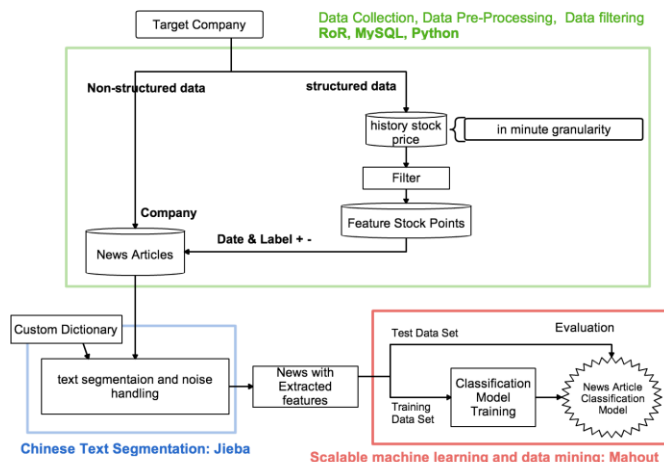 Target Company
Data Collection, Data Pre-Processing, Data filtering
RoR, MySQL, Python
Non-structured data
structured data
history stock
price
in minute granularity
Filter
Company
Feature Stock Points
Date & Label + -
News Articles
Custom Dictionary
text segmentaion and noise
handling
News with
Extracted
features
Test Data Set
Evaluation
Classification
Model
Training
News Article
Classification
Model
Training
Data Set
Chinese Text Segmentation: Jieba
Scalable machine learning and data mining: Mahout